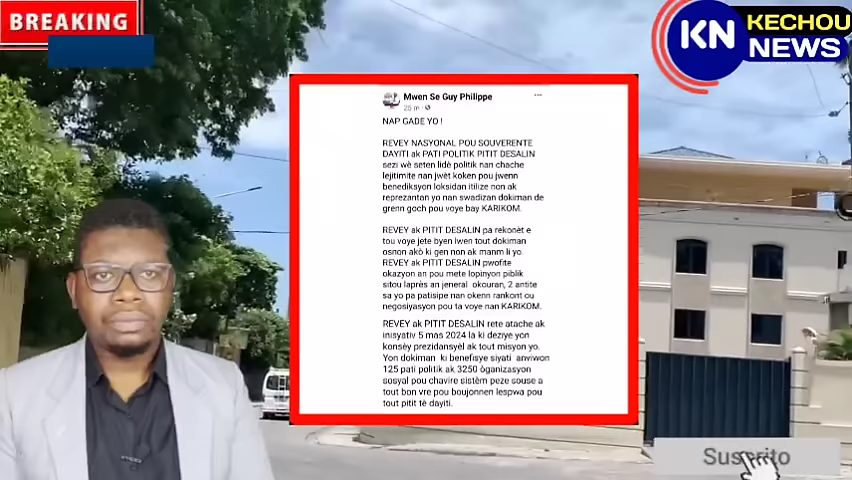 BREAKING
KN
KECHOU
NEWS
Mwen Se Guy Philippe
25 m
NAP GADE YO !
REVEY NASYONAL POU SOUVERENTE
DAYITI ak PATI POLITIK PITIT DESALIN
sezi wè seten lidè politik nan chache
lejitimite nan jwèt koken pou jwenn
benediksyon loksidan itilize non ak
reprezantan yo nan swadizan dokiman de
grenn goch pou voye bay KARIKOM.
REVEY ak PITIT DESALIN pa rekonèt e
tou voye jete byen lwen tout dokiman
osnon akò ki gen non ak manm li yo.
REVEY ak PITIT DESALIN pwofite
okazyon an pou mete lopinyon piblik
sitou laprès an jeneral okouran, 2 antite
sa yo pa patisipe nan okenn rankont ou
negosiyasyon pou ta voye nan KARIKOM.
REVEY ak PITIT DESALIN rete atache ak
inisyativ 5 mas 2024 la ki deziye yon
konsèy prezidansyèl ak tout misyon yo.
Yon dokiman ki benefisye siyati anviwon
125 pati politik ak 3250 òganizasyon
sosyal pou chavire sistèm peze souse a
tout bon vre pou boujonnen lespwa pou
tout pitit tè dayiti.
Suscrito